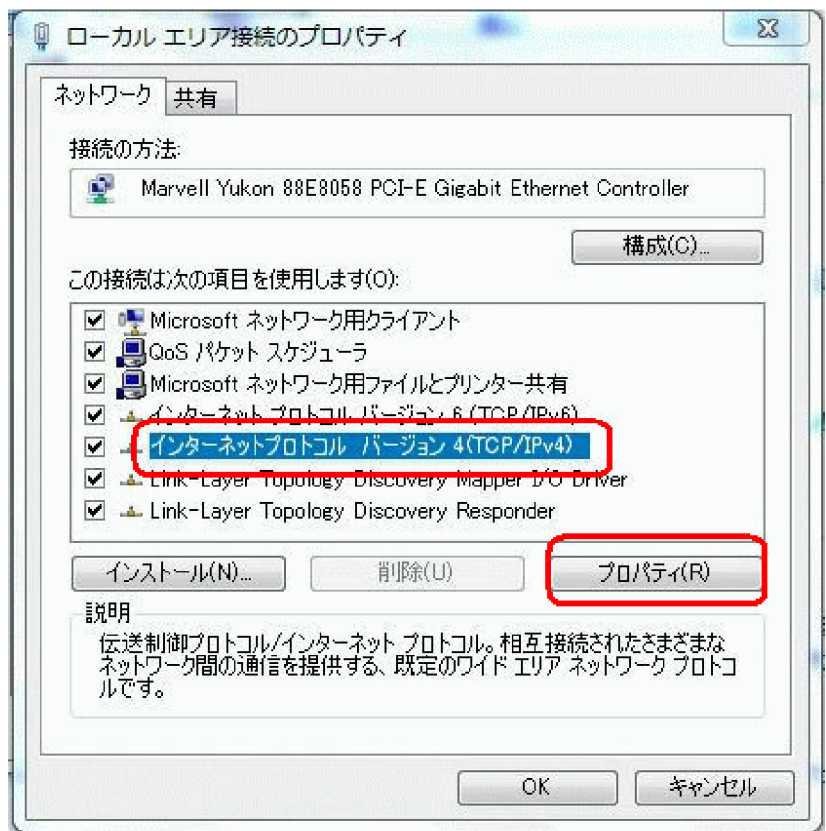 ローカル エリア接続のプロパティ
ネットワーク
共有
接続の方法:
Marvell Yukon 88E8058 PCI-E Gigabit Ethernet Controller
構成(C)...
この接続は次の項目を使用します(O):
Microsoft ネットワーク用クライアント
QoS パケット スケジューラ
Microsoft ネットワーク用ファイルとプリンター共有
インターネット プロトコル バージョン 6 (TCP/IPv6)
インターネットプロトコル バージョン 4(TCP/IPv4)
Link-Layer Topology Discovery Mapper I/O Driver
Link-Layer Topology Discovery Responder
インストール(N)...
削除(U)
プロパティ(R)
説明
伝送制御プロトコル/インターネット プロトコル。相互接続されたさまざまな
ネットワーク間の通信を提供する、既定のワイド エリア ネットワーク プロトコ
ルです。
OK
キャンセル